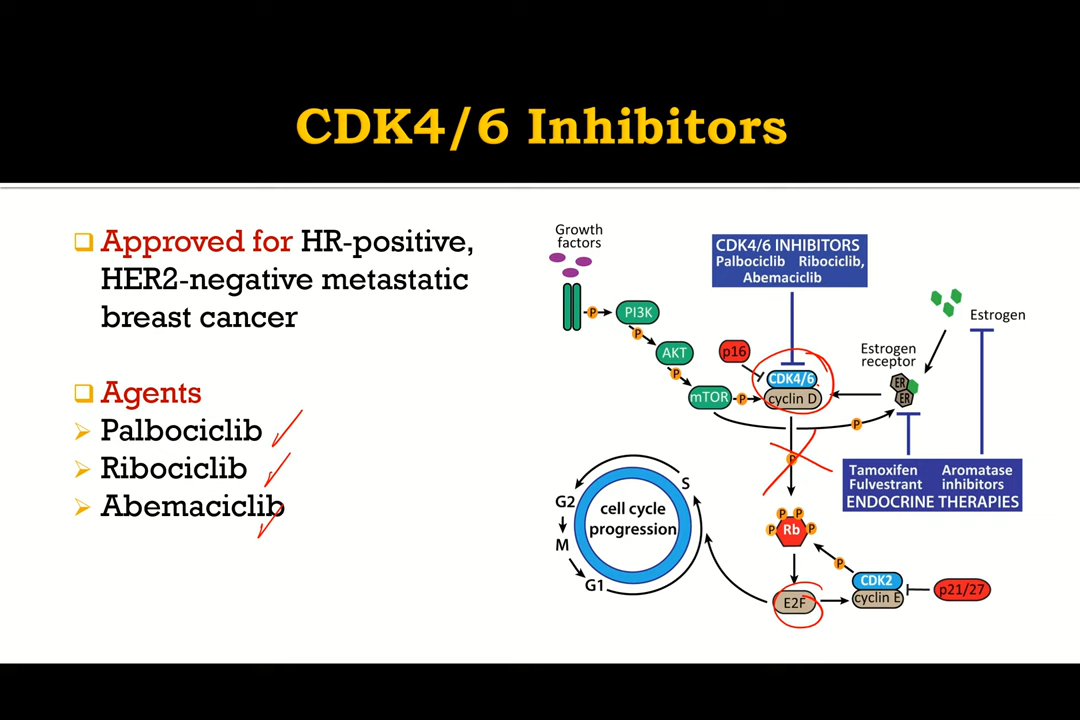 CDK4/6 Inhibitors
Approved for HR-positive,
HER2-negative metastatic
breast cancer
Agents
Palbociclib
Ribociclib
Abemaciclib
Growth
factors
CDK4/6 INHIBITORS
Palbociclib Ribociclib,
Abemaciclib
Estrogen
P
PI3K
P
AKT
P
mTOR
P
p16
CDK4/6
cyclin D
Estrogen
receptor
ER
ER
P
P
Tamoxifen Aromatase
Fulvestrant inhibitors
ENDOCRINE THERAPIES
P
P
P
P
Rb
P
CDK2
cyclin E
p21/27
E2F
S
G2
M
G1
cell cycle
progression